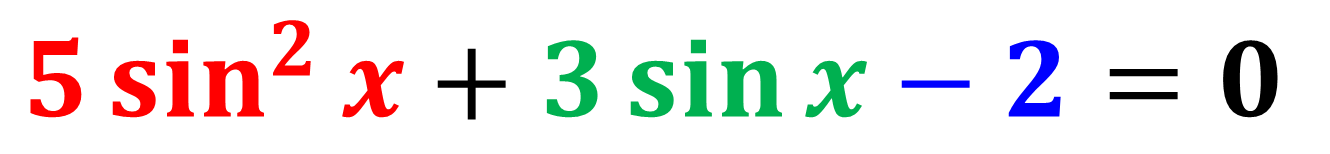 5 sin² x + 3 sin x − 2 = 0